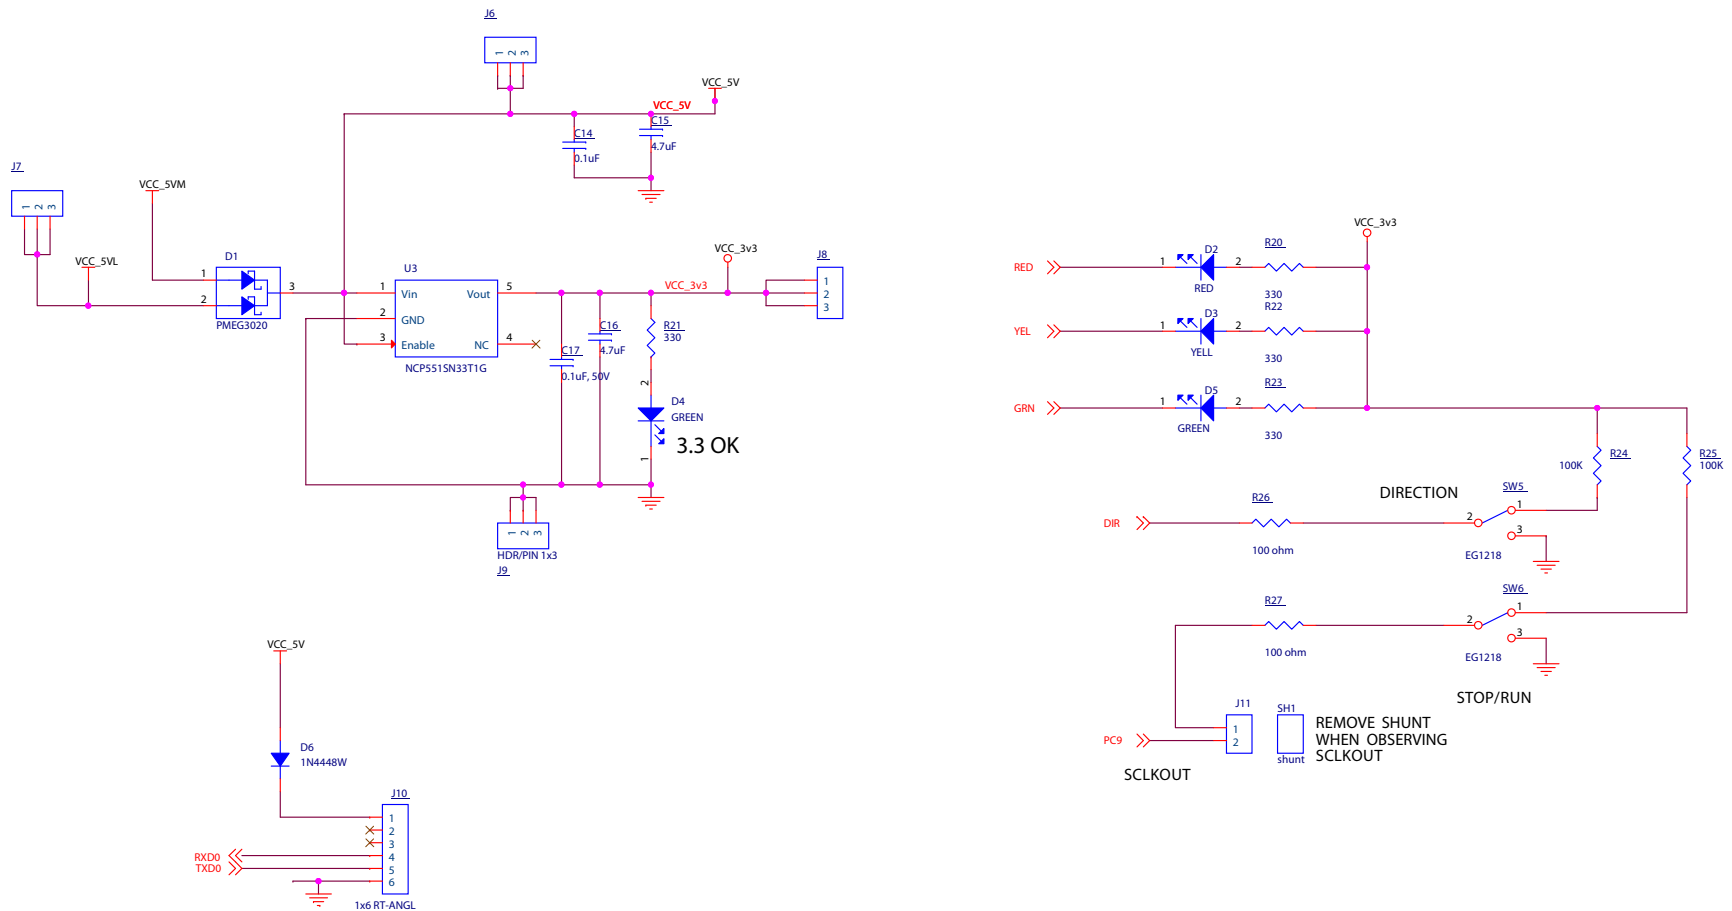 J6
1 2 3
VCC_5V
VCC_5V
C15
4.7uF
C14
0.1uF
J7
1 2 3
VCC_5VM
VCC_5VL
D1
1
2
3
PMEG3020
U3
1
Vin
2
GND
3
Enable
Vout
5
NC
4
NCP551SN33T1G
VCC_3v3
VCC_3v3
J8
1
2
3
C17
0.1uF, 50V
C16
4.7uF
R21
330
2
D4
GREEN
1
3.3 OK
1 2 3
HDR/PIN 1x3
J9
VCC_5V
D6
1N4448W
J10
1
2
3
4
5
6
RXD0
TXD0
1x6 RT-ANGL
VCC_3v3
RED
1
D2
2
RED
R20
330
YEL
1
D3
2
YELL
R22
330
GRN
1
D5
2
GREEN
R23
330
R24
100K
R25
100K
DIRECTION
DIR
R26
100 ohm
SW5
2
1
3
EG1218
R27
100 ohm
SW6
2
1
3
EG1218
STOP/RUN
J11
1
2
PC9
SCLKOUT
SH1
shunt
REMOVE SHUNT
WHEN OBSERVING
SCLKOUT